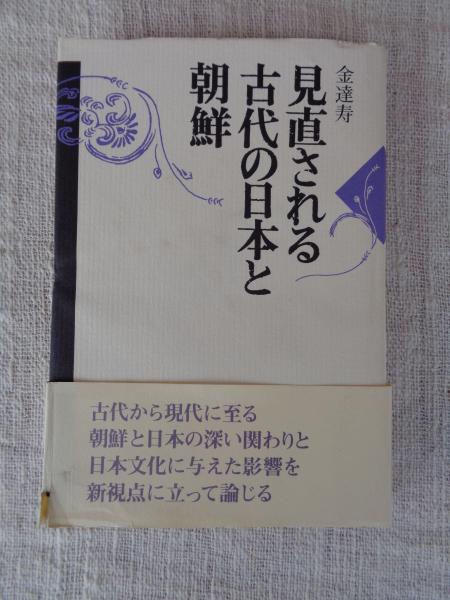 金達寿
見直される
古代の日本と
朝鮮
古代から現代に至る
朝鮮と日本の深い関わりと
日本文化に与えた影響を
新視点に立って論じる